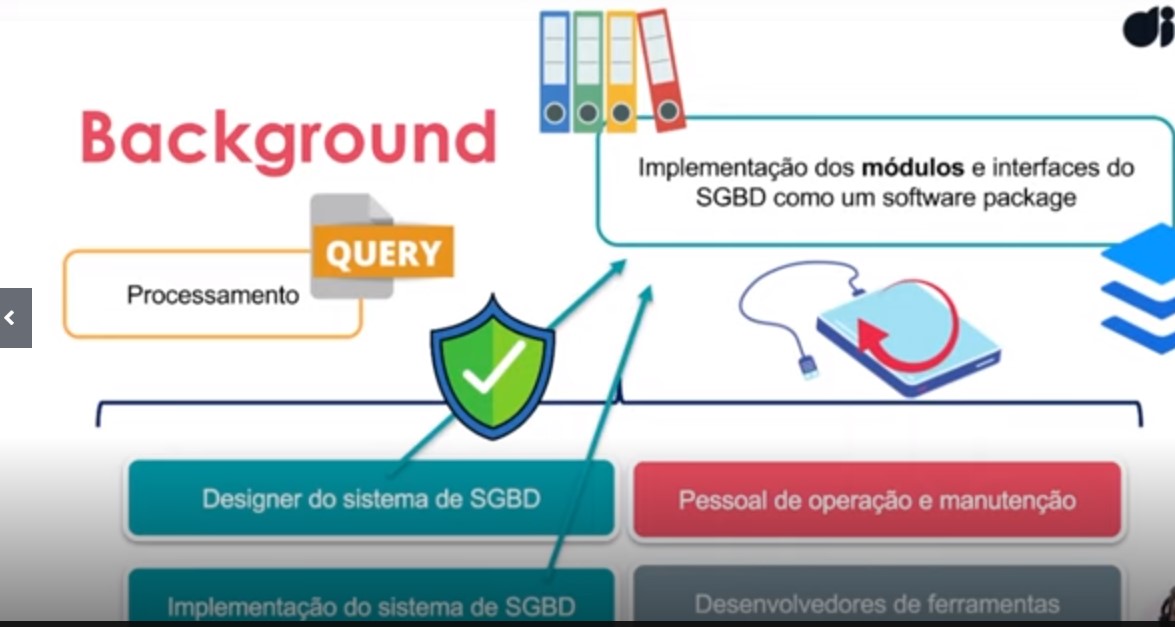 Background
Implementação dos módulos e interfaces do
SGBD como um software package
QUERY
Processamento
Designer do sistema de SGBD
Pessoal de operação e manutenção
Implementação do sistema de SGBD
Desenvolvedores de ferramentas